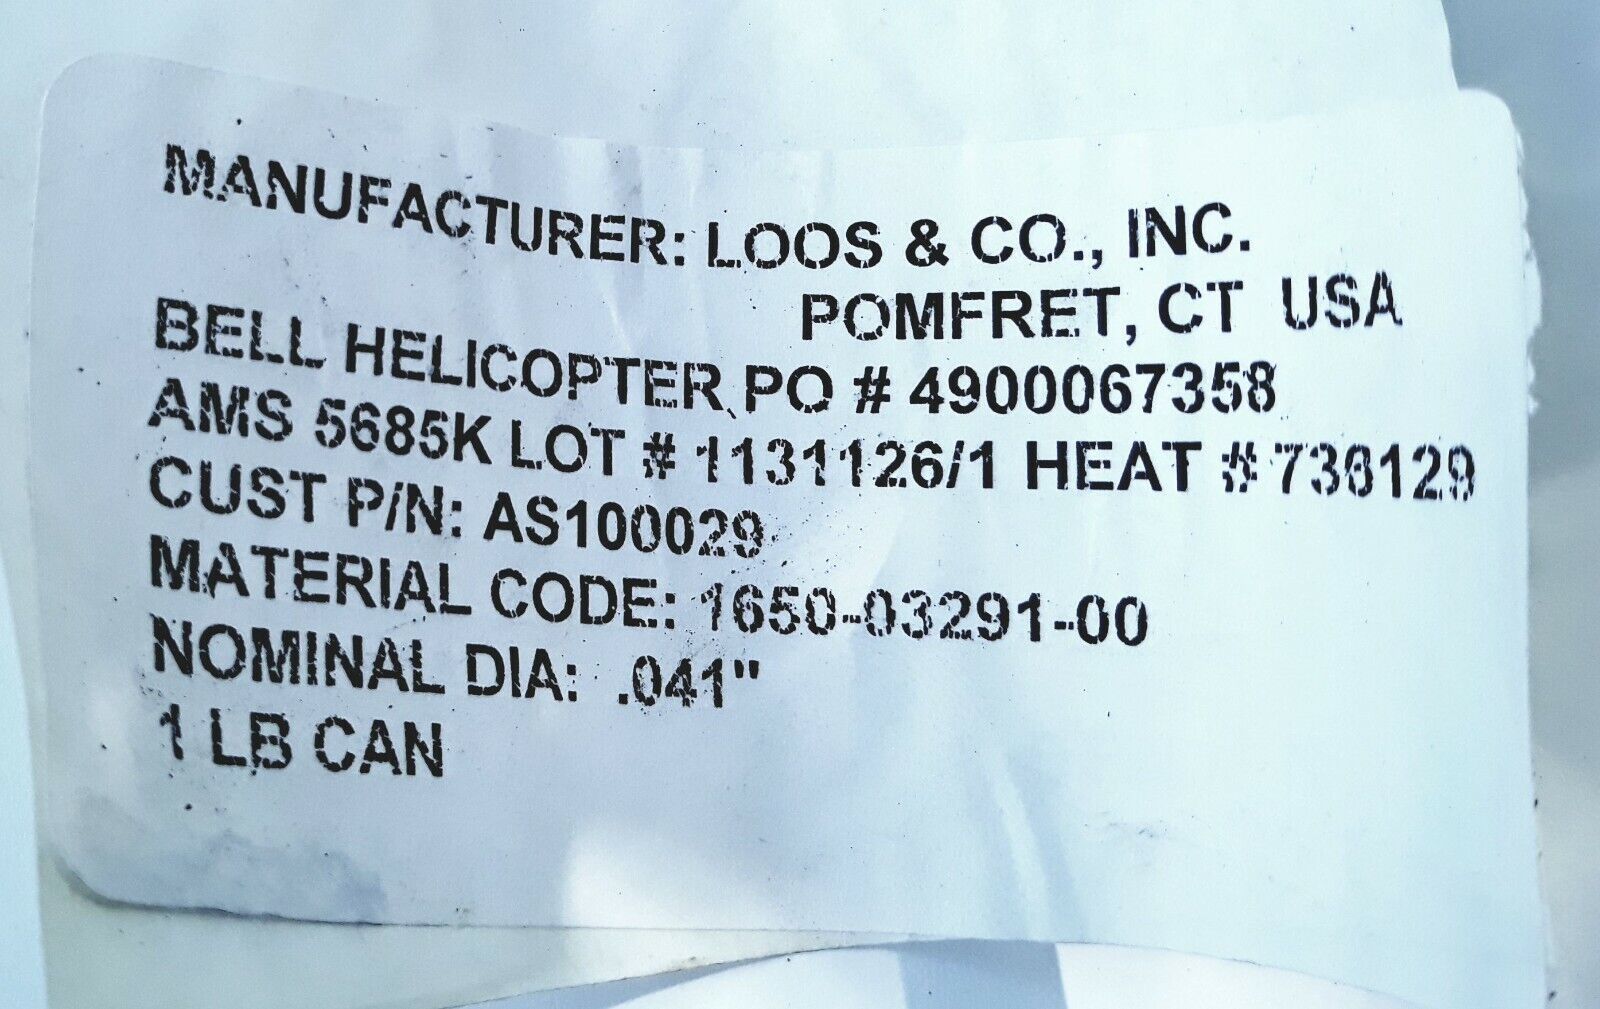 MANUFACTURER: LOOS & CO., INC.
POMFRET, CT USA
BELL HELICOPTER PO # 4900067358
AMS 5685K LOT # 1131126/1 HEAT # 736129
CUST P/N: AS100029
MATERIAL CODE: 1650-03291-00
NOMINAL DIA: .041"
1 LB CAN